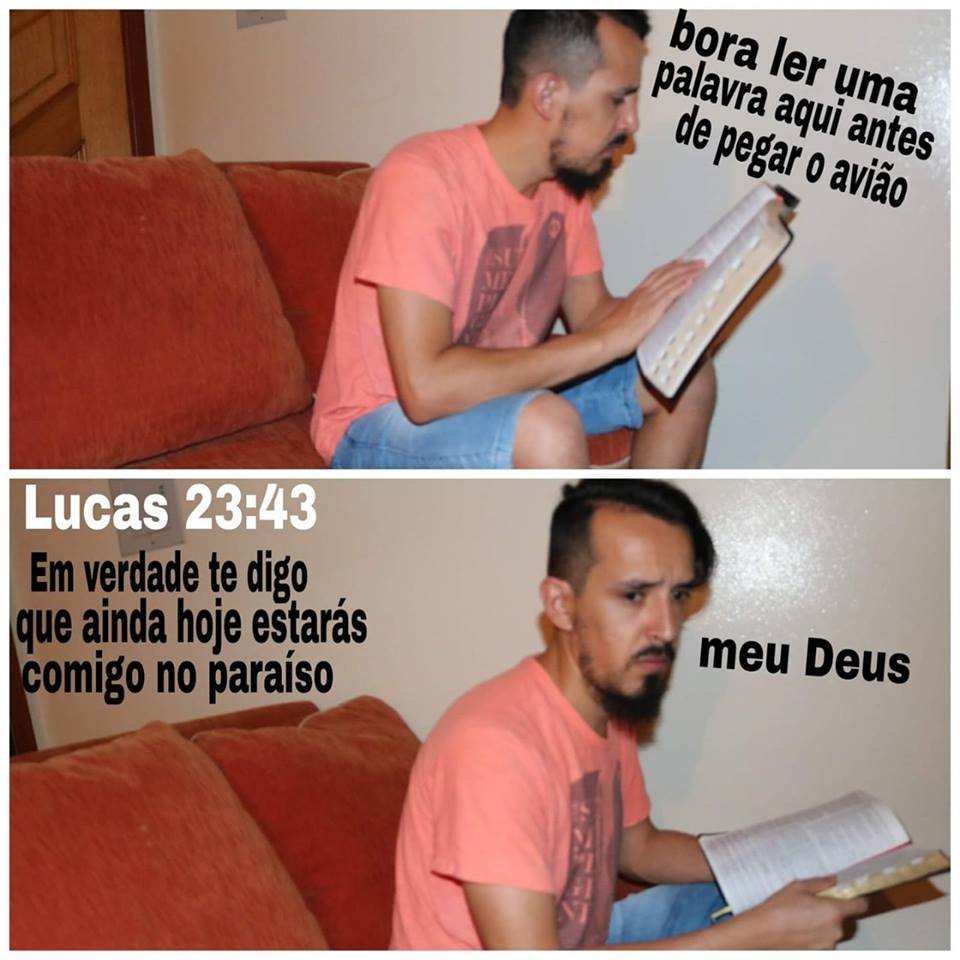 bora ler uma
palavra aqui antes
de pegar o avião
Lucas 23:43
Em verdade te digo
que ainda hoje estarás
comigo no paraíso
meu Deus